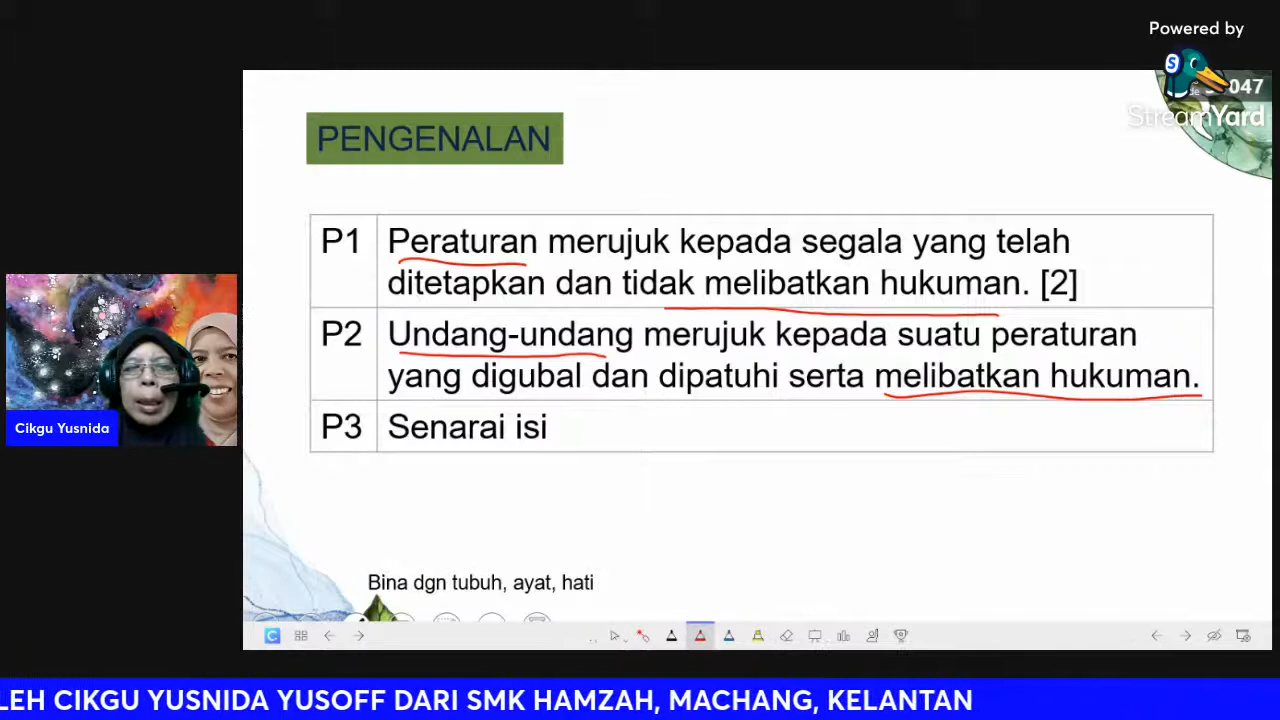 Powered by
StreamYard
047
PENGENALAN
P1 Peraturan merujuk kepada segala yang telah
ditetapkan dan tidak melibatkan hukuman. [2]
P2 Undang-undang merujuk kepada suatu peraturan
yang digubal dan dipatuhi serta melibatkan hukuman.
P3 Senarai isi
Cikgu Yusnida
Bina dgn tubuh, ayat, hati
LEH CIKGU YUSNIDA YUSOFF DARI SMK HAMZAH, MACHANG, KELANTAN